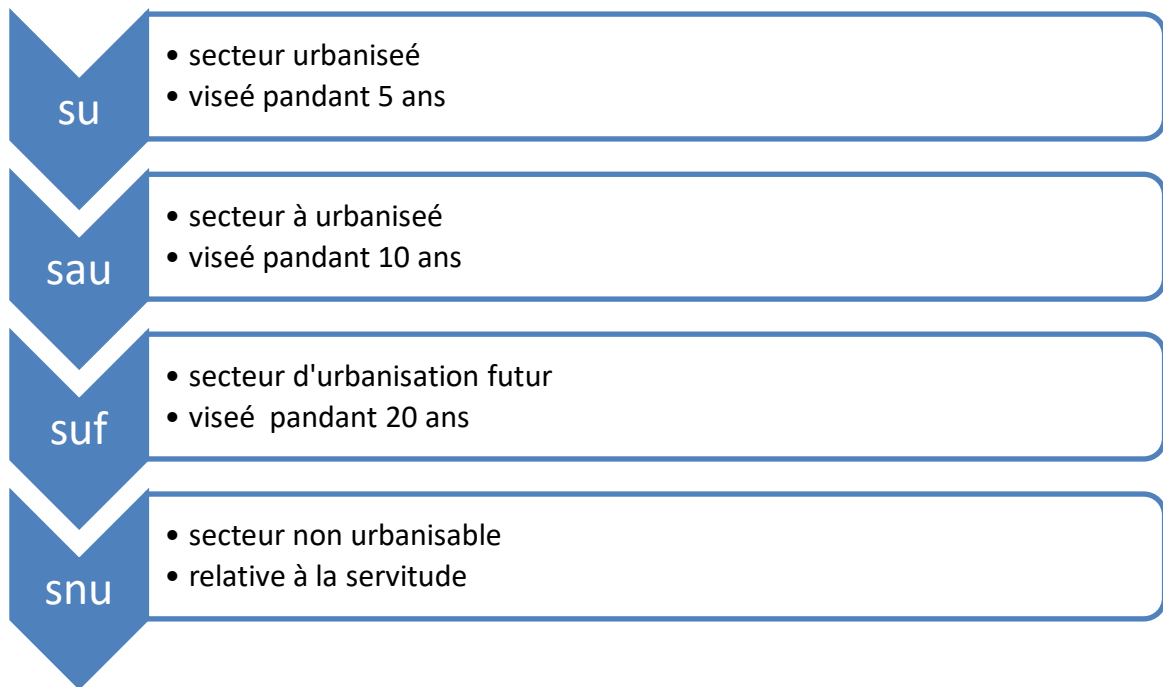 su
• secteur urbaniseé
• viseé pandant 5 ans
sau
• secteur à urbaniseé
• viseé pandant 10 ans
suf
• secteur d'urbanisation futur
• viseé  pandant 20 ans
snu
• secteur non urbanisable
• relative à la servitude